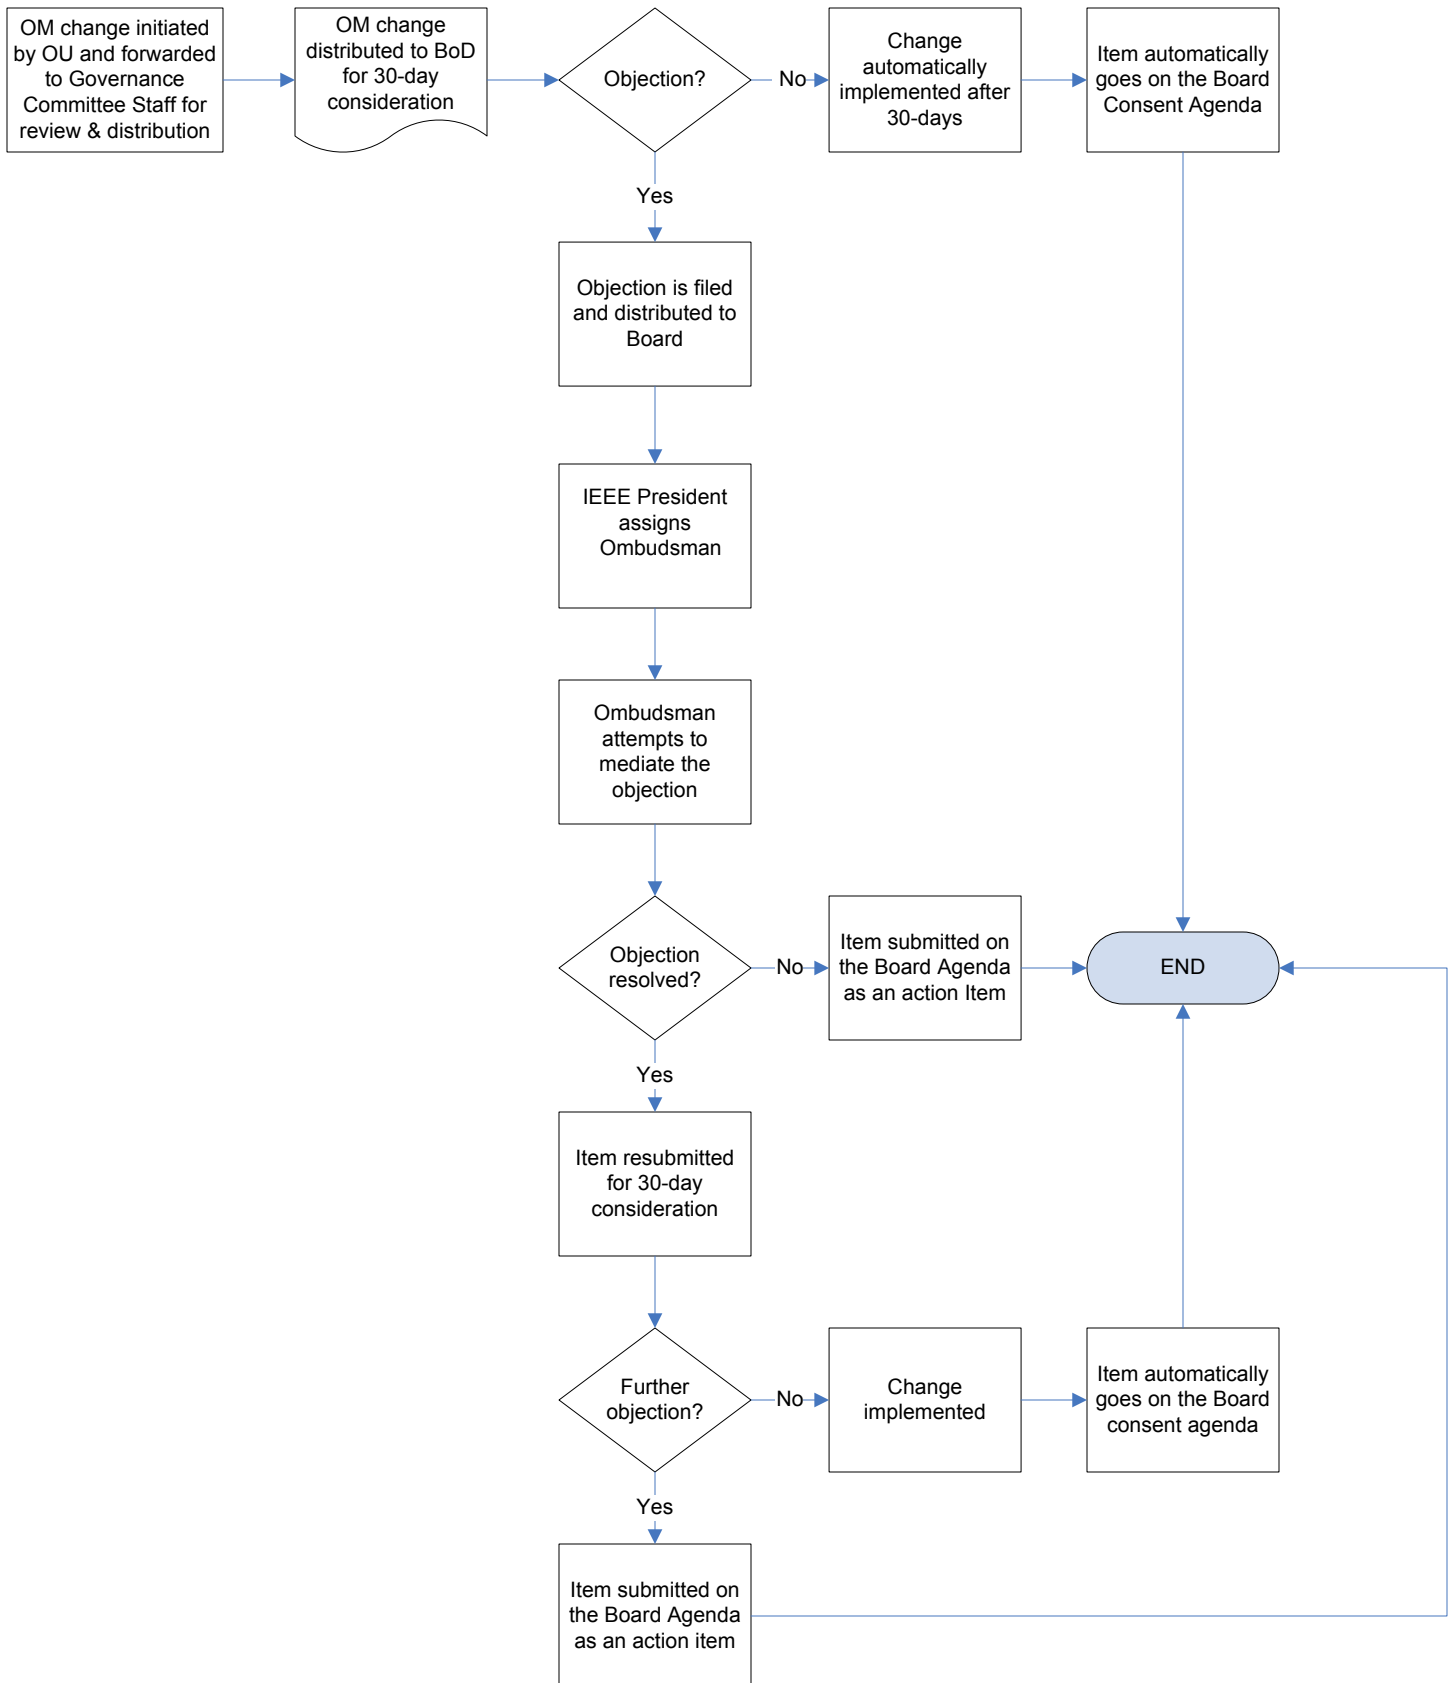 OM change initiated
by OU and forwarded
to Governance
Committee Staff for
review & distribution
OM change
distributed to BoD
for 30-day
consideration
Objection?
No
Change
automatically
implemented after
30-days
Item automatically
goes on the Board
Consent Agenda
Yes
Objection is filed
and distributed to
Board
IEEE President
assigns
Ombudsman
Ombudsman
attempts to
mediate the
objection
Objection
resolved?
No
Item submitted on
the Board Agenda
as an action Item
END
Yes
Item resubmitted
for 30-day
consideration
Further
objection?
No
Change
implemented
Item automatically
goes on the Board
consent agenda
Yes
Item submitted on
the Board Agenda
as an action item